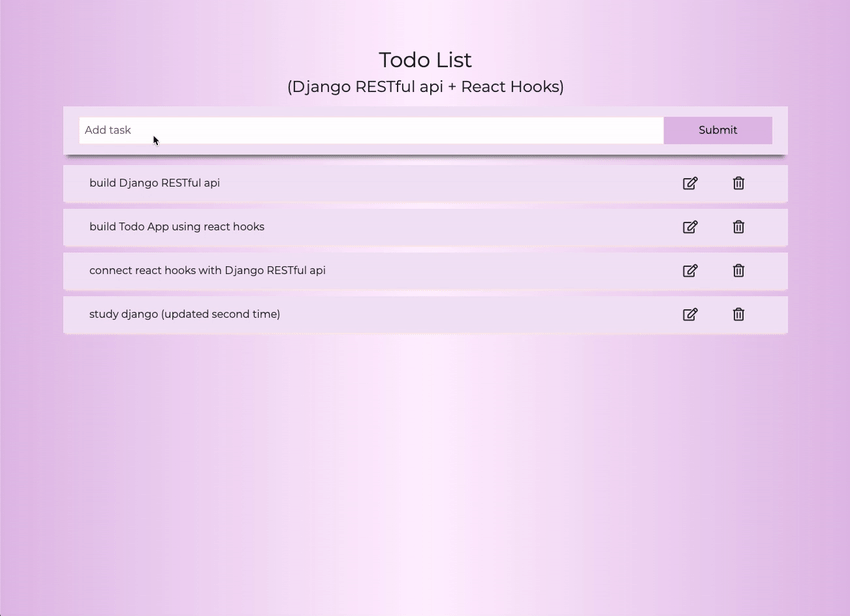 Todo List
(Django RESTful api + React Hooks)
Add task
Submit
build Django RESTful api
build Todo App using react hooks
connect react hooks with Django RESTful api
study django (updated second time)